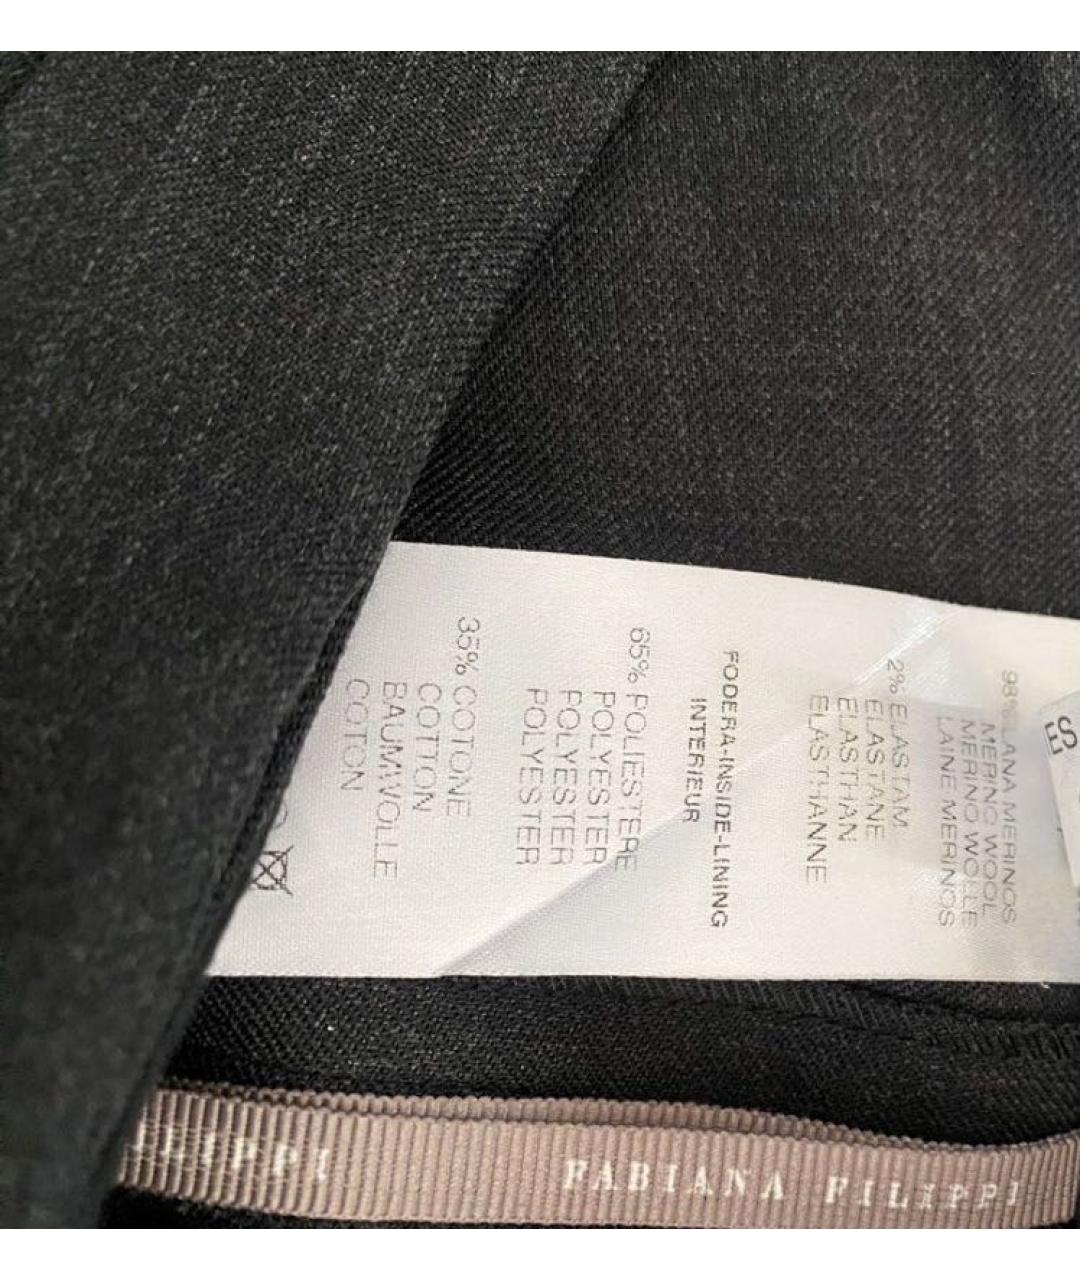 98% LANA MERINOS
MERINO WOOL
MERINO WOLLE
LAINE MERINOS
2% ELASTAM
ELASTANE
ELASTHAN
ELASTHANNE
FODERA-INSIDE-LINING
INTERIEUR
65% POLIESTERE
POLYESTER
POLYESTER
POLYESTER
35% COTONE
COTTON
BAUMWOLLE
COTON
ES
FILIPPI FABIANA FILIPPI